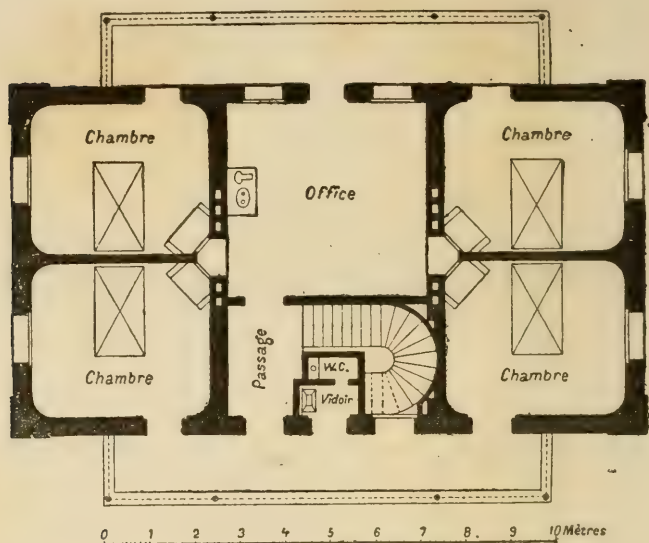 Chambre
Chambre
Office
Chambre
Passage
W.C.
Vidoir
Chambre
0 1 2 3 4 5 6 7 8. 9 10 Mètres